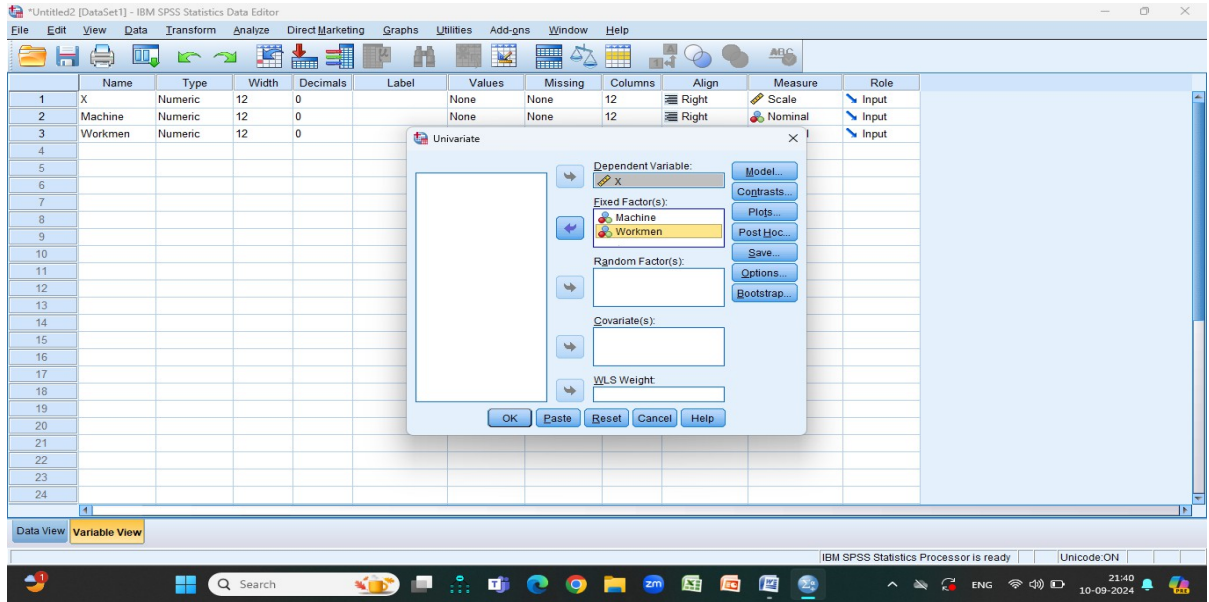 *Untitled2 [DataSet1] - IBM SPSS Statistics Data Editor
File Edit View Data Transform Analyze Direct Marketing Graphs Utilities Add-ons Window Help
Name Type Width Decimals Label Values Missing Columns Align Measure Role
1 X Numeric 12 0 None None 12 Right Scale Input
2 Machine Numeric 12 0 None None 12 Right Nominal Input
3 Workmen Numeric 12 0 Input
4
5
6
7
8
9
10
11
12
13
14
15
16
17
18
19
20
21
22
23
24
Univariate
Dependent Variable:
X
Fixed Factor(s):
Machine
Workmen
Random Factor(s):
Covariate(s):
WLS Weight:
Model...
Contrasts...
Plots...
Post Hoc...
Save...
Options...
Bootstrap...
OK Paste Reset Cancel Help
Data View Variable View
IBM SPSS Statistics Processor is ready Unicode:ON
Search
zm
ENG
21:40
10-09-2024
PRE